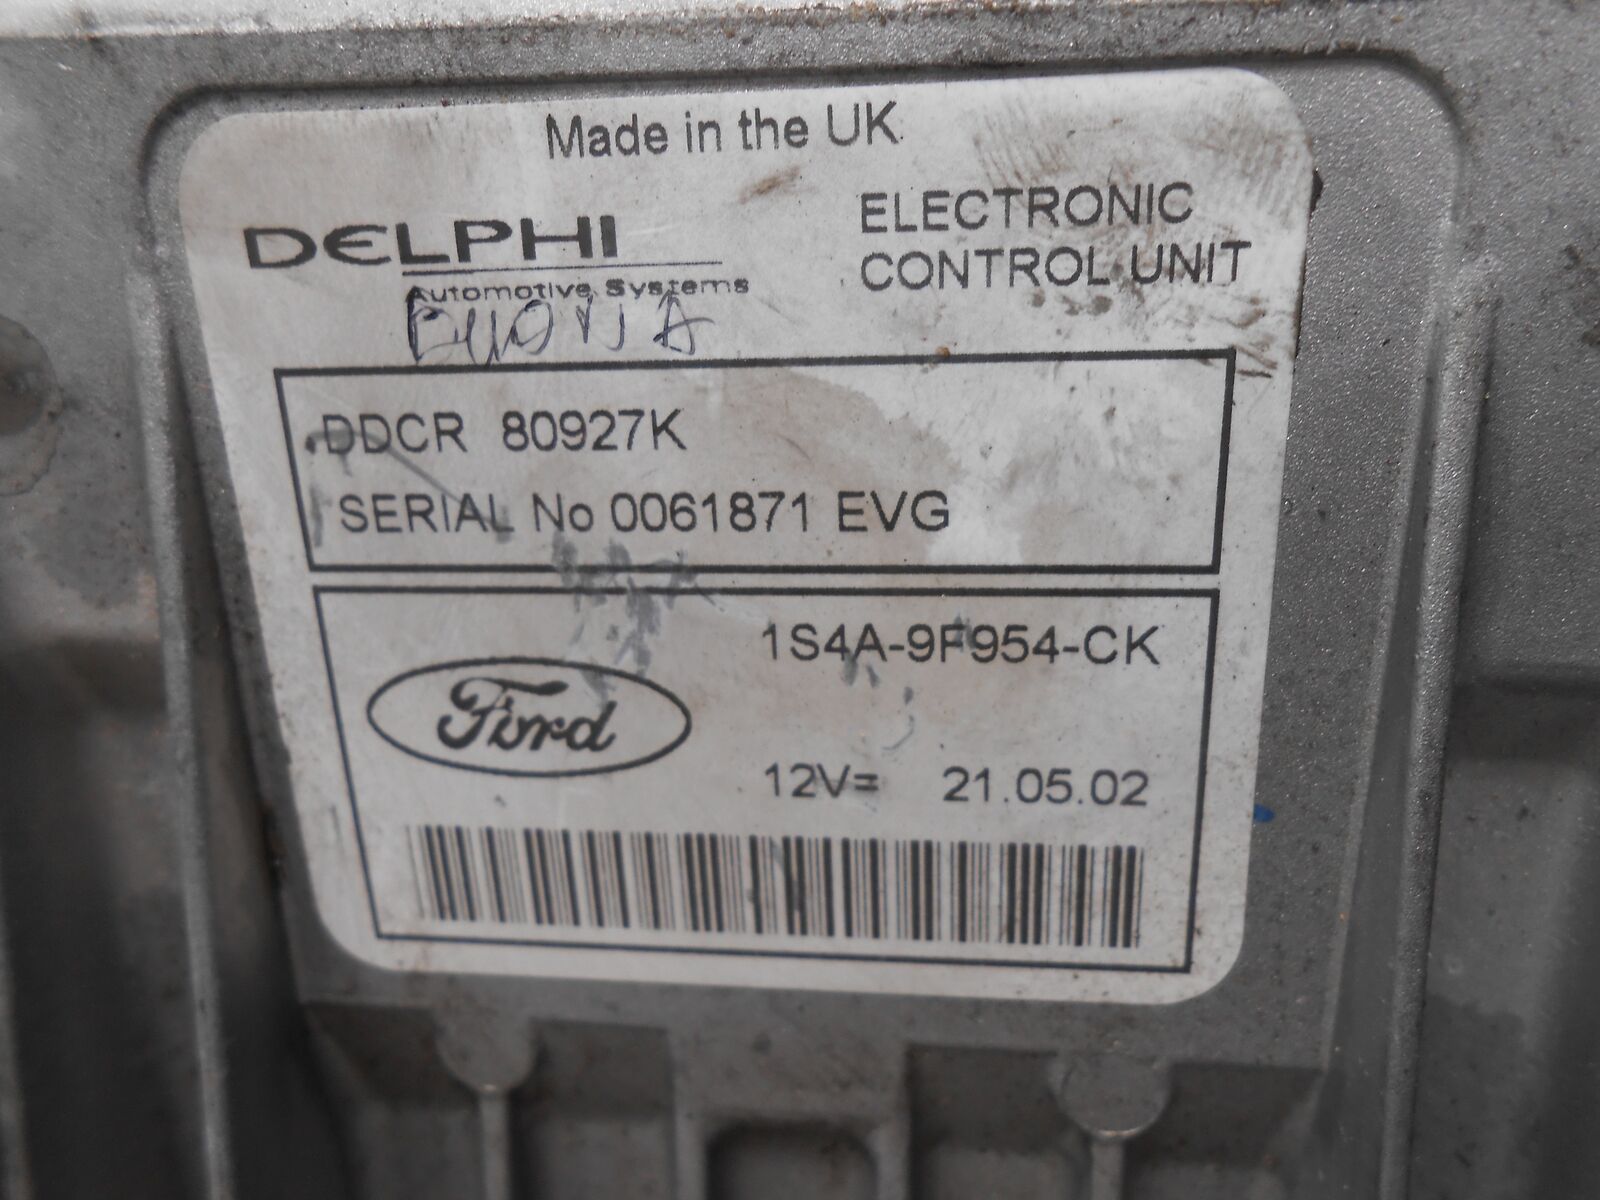 Made in the UK
DELPHI
Automotive Systems
ELECTRONIC
CONTROL UNIT
DDCR 80927K
SERIAL No 0061871 EVG
1S4A-9F954-CK
Ford
12V= 21.05.02